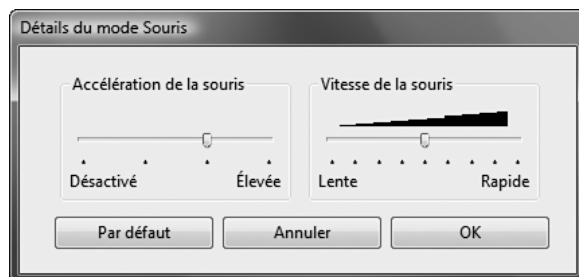 Détails du mode Souris
Accélération de la souris
Vitesse de la souris
Désactivé
Élevée
Lente
Rapide
Par défaut
Annuler
OK